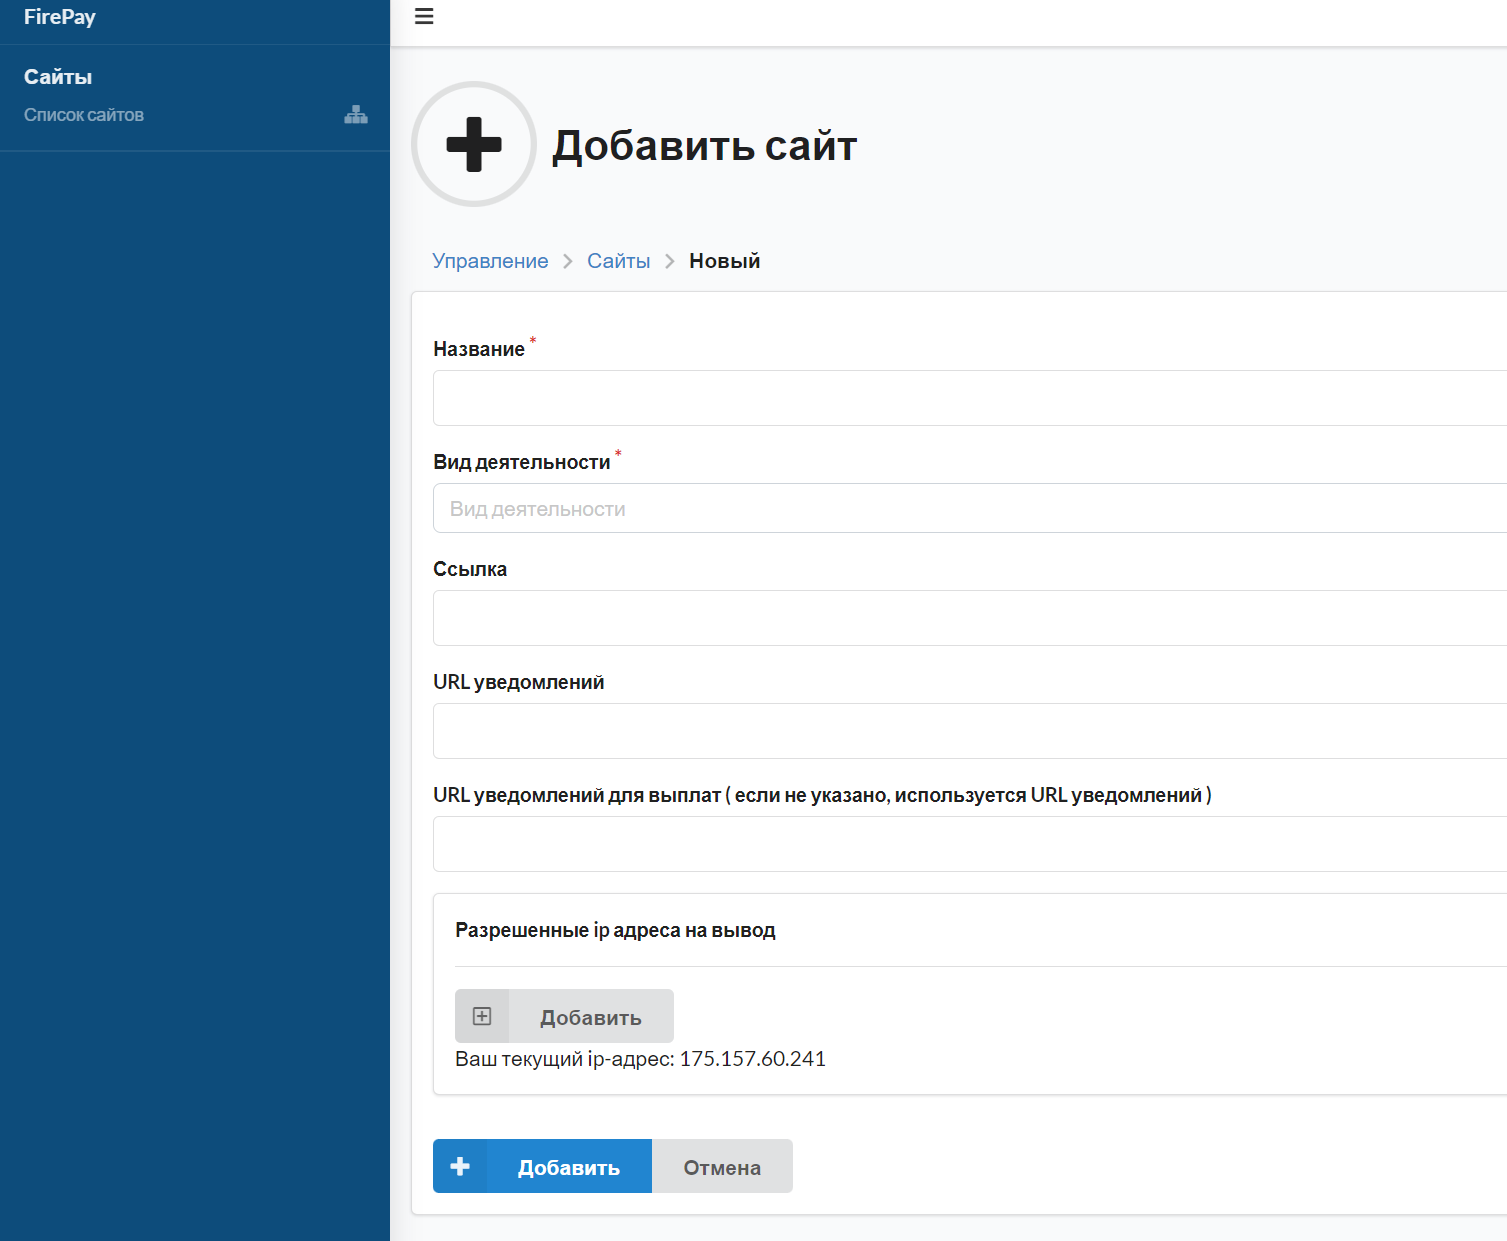 FirePay
Сайты
Список сайтов
Добавить сайт
Управление
Сайты
Новый
Название *
Вид деятельности *
Вид деятельности
Ссылка
URL уведомлений
URL уведомлений для выплат ( если не указано, используется URL уведомлений )
Разрешенные ip адреса на вывод
Добавить
Ваш текущий ip-адрес: 175.157.60.241
Добавить
Отмена